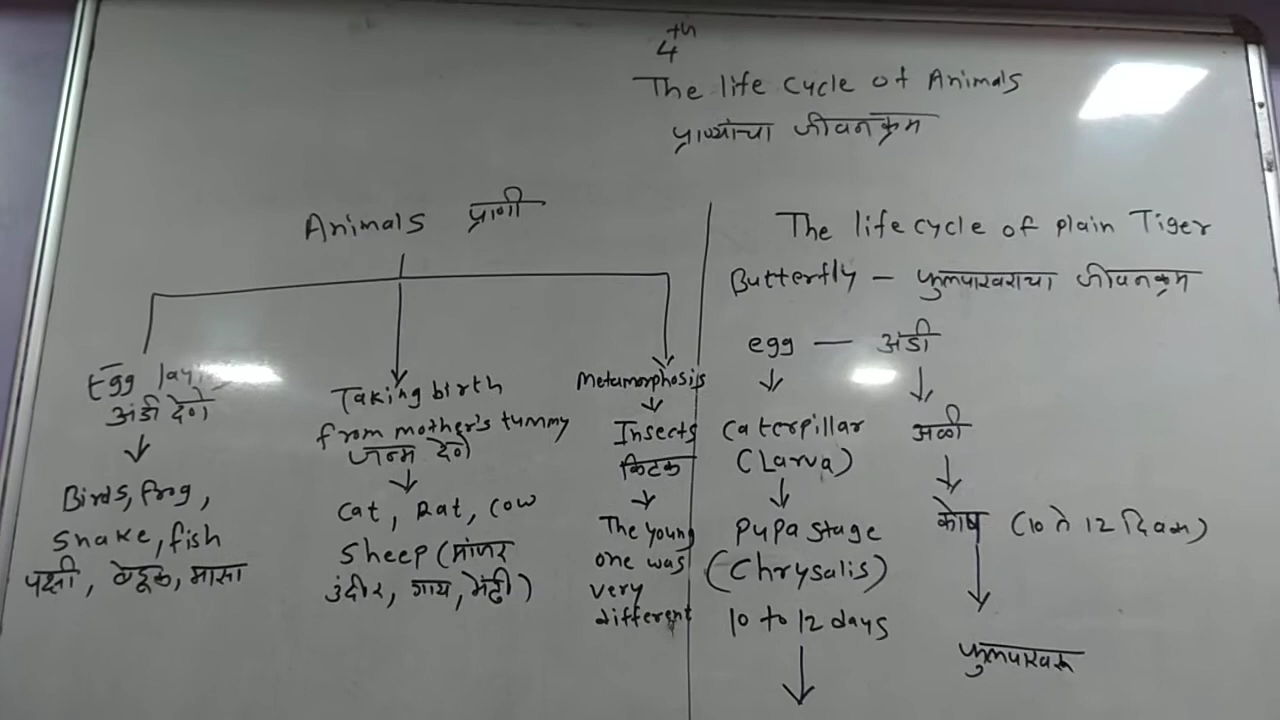 4th
The life cycle of Animals
प्राण्यांचा जीवनक्रम
Animals प्राणी
Egg
अंडी देणे
Birds, frog,
Snake, fish
पक्षी, बेडूक, मासा
Taking birth
from mother's tummy
जन्म देणे
Cat, Rat, cow
Sheep (मांजर
उंदीर, गाय, मेंढी)
Metamorphosis
Insects
किटक
The young
one was
very
different
The life cycle of plain Tiger
Butterfly – फुलपाखराचा जीवनक्रम
egg — अंडी
Caterpillar अळी
(Larva)
Pupa stage कोष (10 ते 12 दिवस)
(Chrysalis)
10 to 12 days
फुलपाखरू